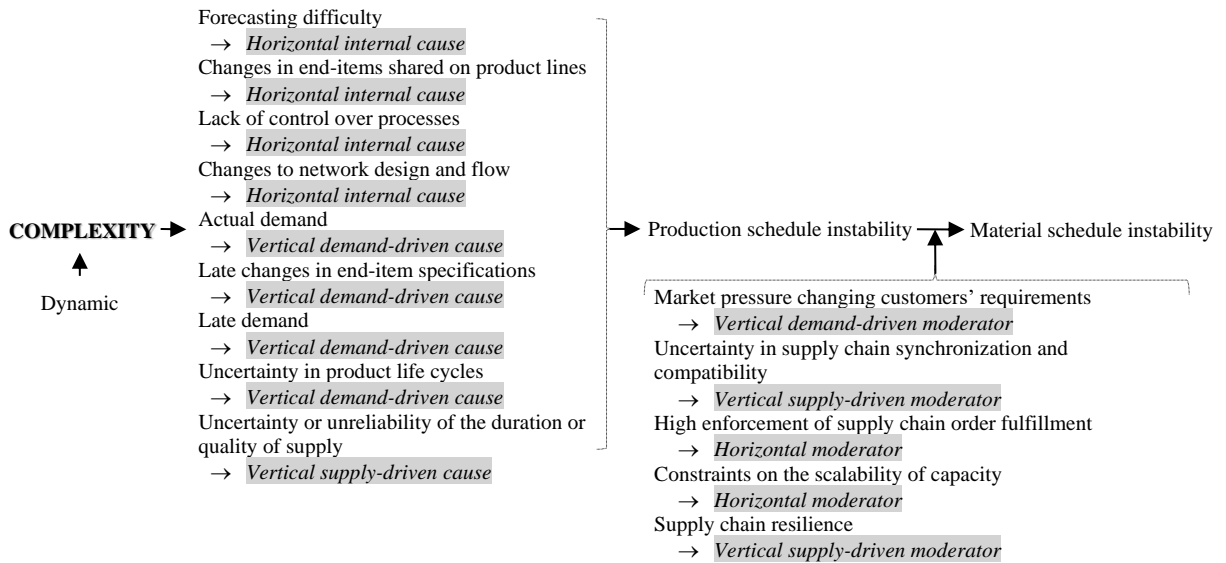 Forecasting difficulty
→ Horizontal internal cause
Changes in end-items shared on product lines
→ Horizontal internal cause
Lack of control over processes
→ Horizontal internal cause
Changes to network design and flow
→ Horizontal internal cause
Actual demand
→ Vertical demand-driven cause
Late changes in end-item specifications
→ Vertical demand-driven cause
Late demand
→ Vertical demand-driven cause
Uncertainty in product life cycles
→ Vertical demand-driven cause
Uncertainty or unreliability of the duration or
quality of supply
→ Vertical supply-driven cause
COMPLEXITY
Dynamic
Production schedule instability
Material schedule instability
Market pressure changing customers’ requirements
→ Vertical demand-driven moderator
Uncertainty in supply chain synchronization and
compatibility
→ Vertical supply-driven moderator
High enforcement of supply chain order fulfillment
→ Horizontal moderator
Constraints on the scalability of capacity
→ Horizontal moderator
Supply chain resilience
→ Vertical supply-driven moderator